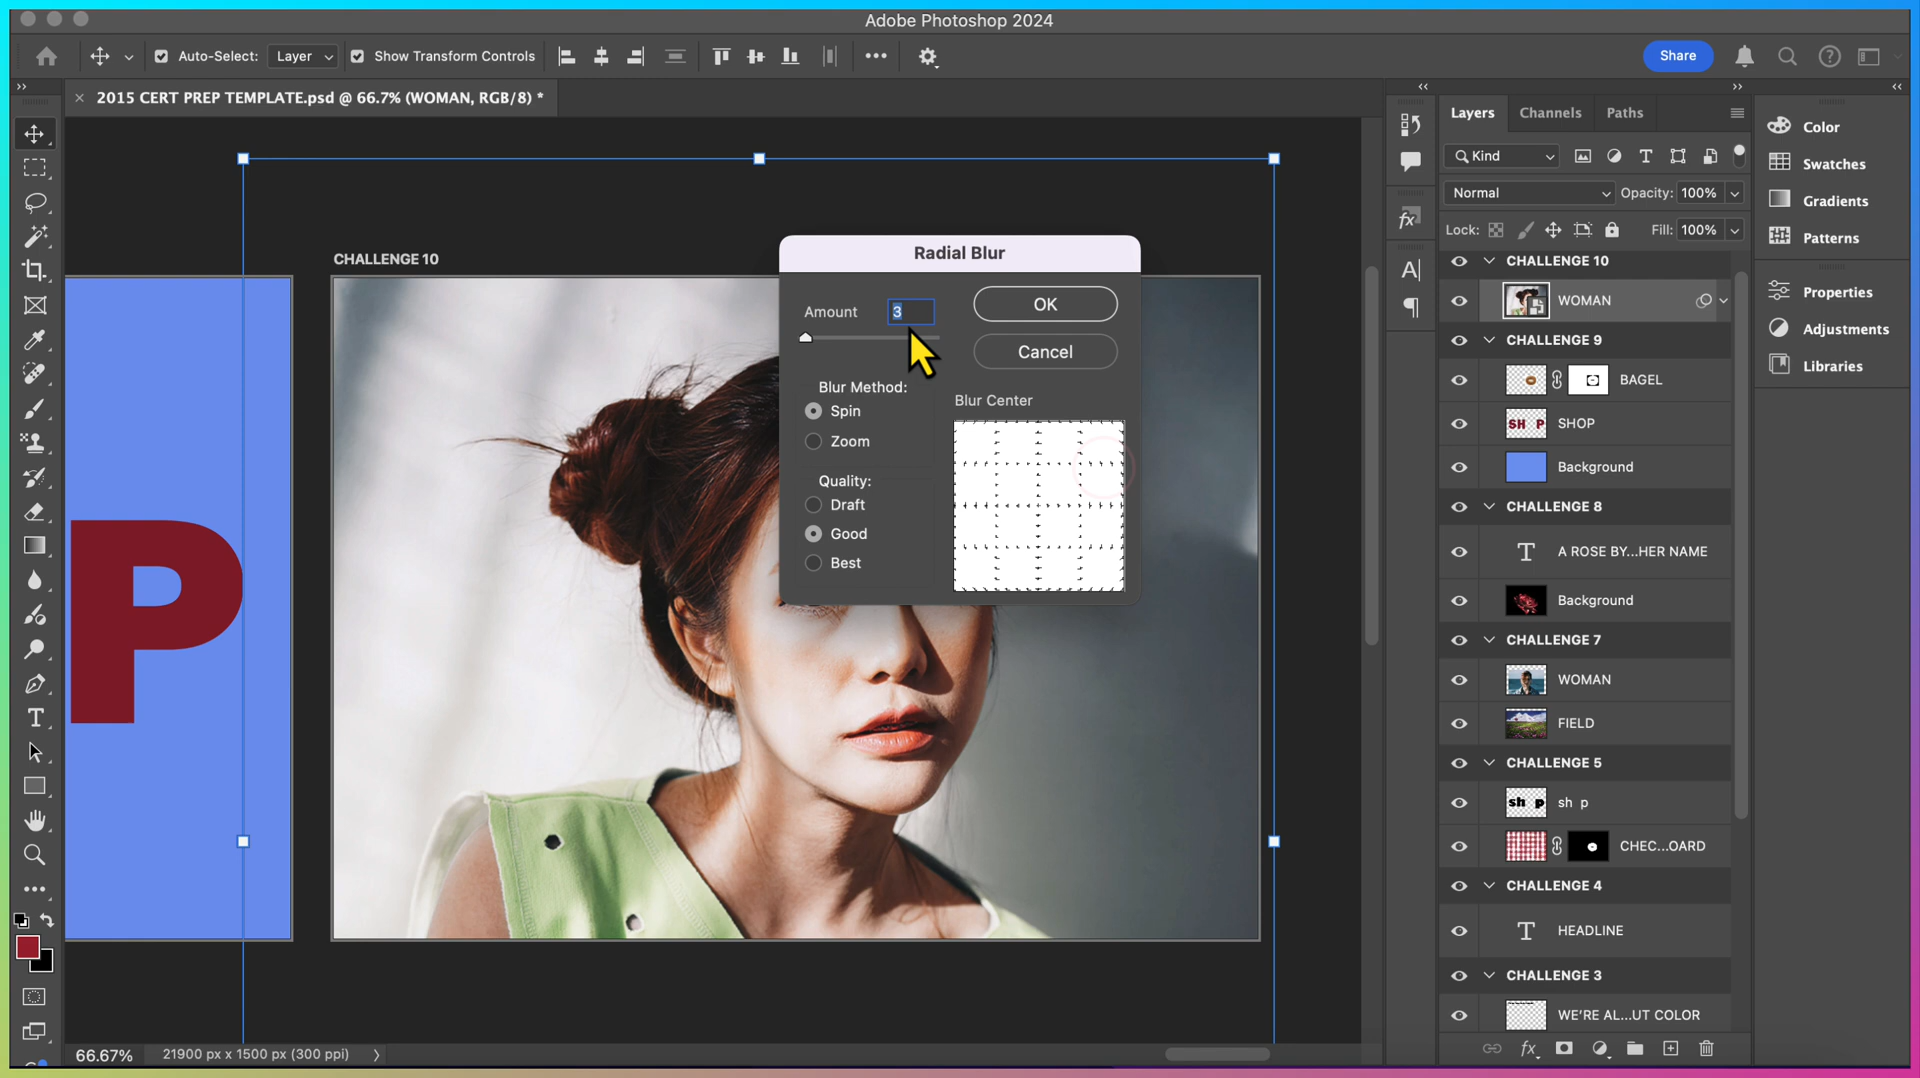 Adobe Photoshop 2024
Auto-Select:
Layer
Show Transform Controls
Share
2015 CERT PREP TEMPLATE.psd @ 66.7% (WOMAN, RGB/8) *
CHALLENGE 10
P
Radial Blur
Amount
3
OK
Cancel
Blur Method:
Spin
Zoom
Quality:
Draft
Good
Best
Blur Center
66.67%
21900 px x 1500 px (300 ppi)
Layers
Channels
Paths
Kind
Normal
Opacity: 100%
Lock:
Fill: 100%
CHALLENGE 10
WOMAN
CHALLENGE 9
BAGEL
SH P
SHOP
Background
CHALLENGE 8
A ROSE BY...HER NAME
Background
CHALLENGE 7
WOMAN
FIELD
CHALLENGE 5
sh p
sh p
CHEC...OARD
CHALLENGE 4
HEADLINE
CHALLENGE 3
WE'RE AL...UT COLOR
Color
Swatches
Gradients
Patterns
Properties
Adjustments
Libraries